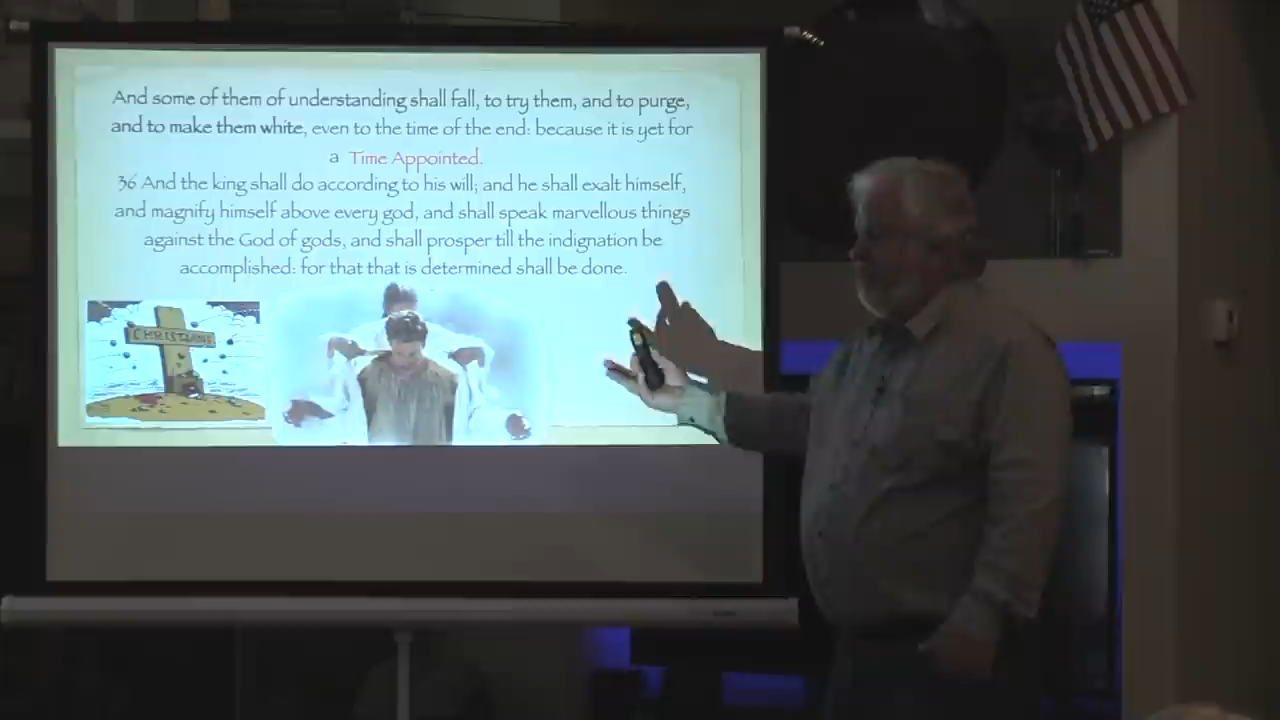 And some of them of understanding shall fall, to try them, and to purge,
and to make them white, even to the time of the end: because it is yet for
a Time Appointed.
36 And the king shall do according to his will; and he shall exalt himself,
and magnify himself above every god, and shall speak marvellous things
against the God of gods, and shall prosper till the indignation be
accomplished: for that that is determined shall be done.